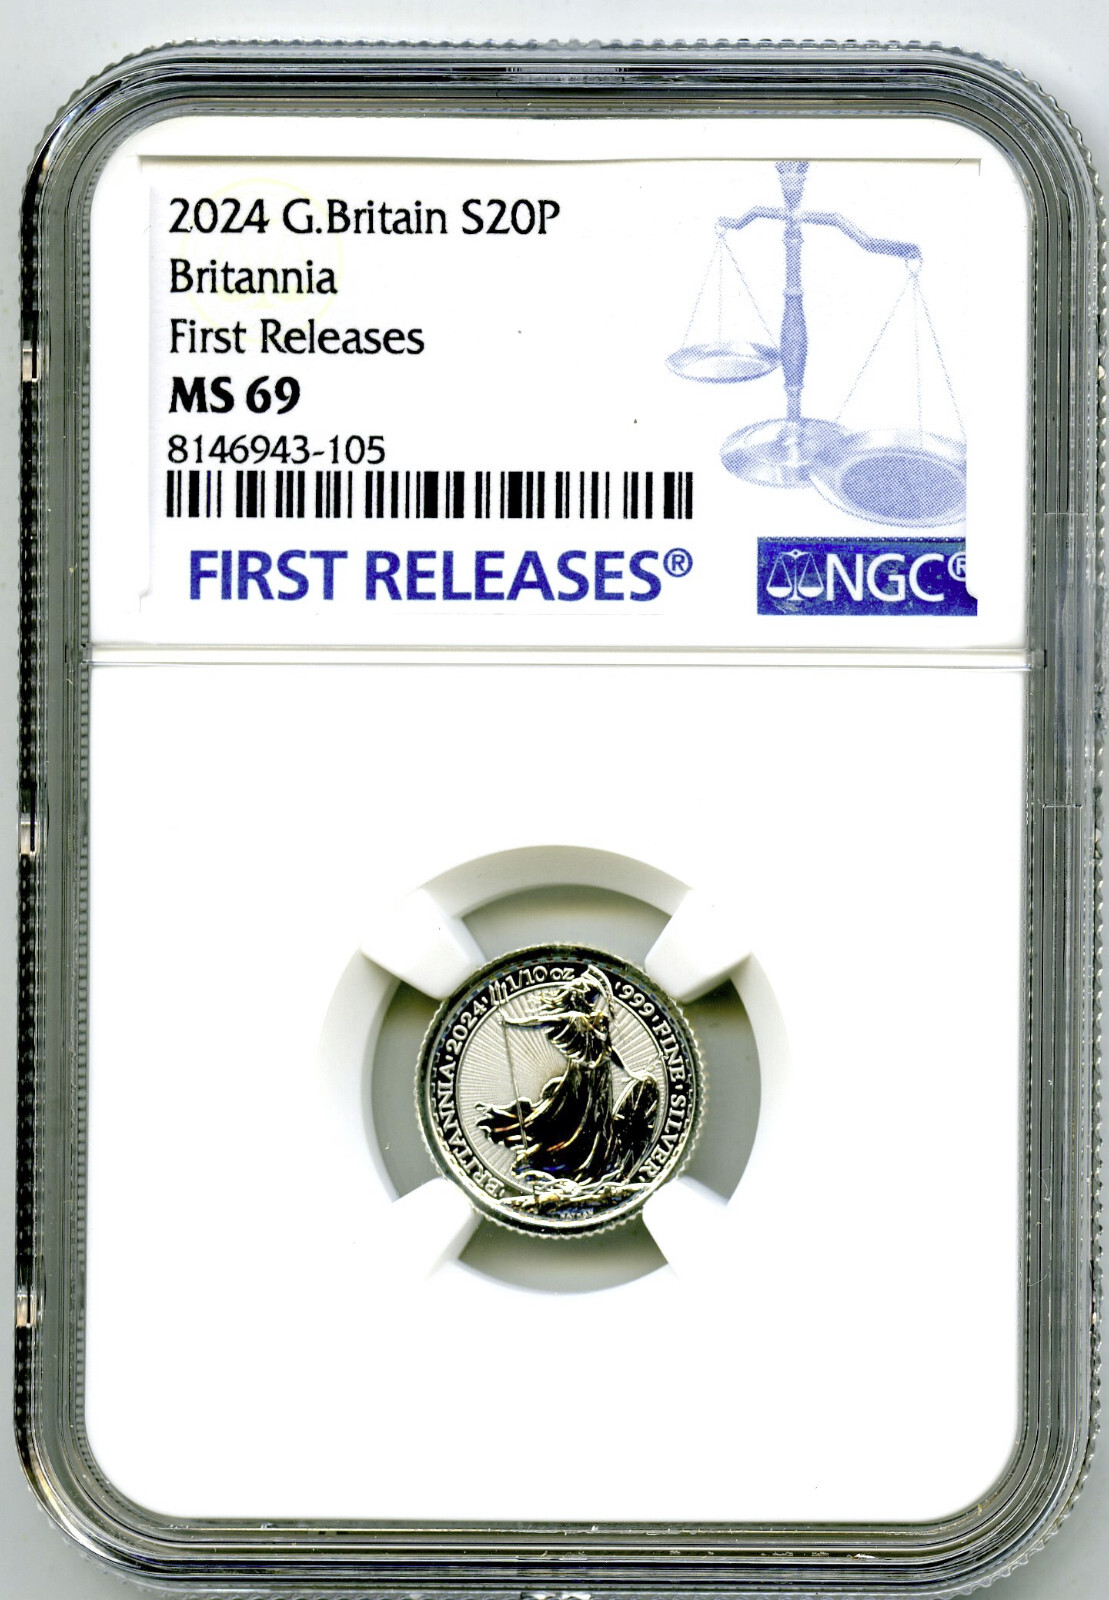 2024 G.Britain S20P
Britannia
First Releases
MS 69
8146943-105
FIRST RELEASES®
NGC®
BRITANNIA·2024·
1/10 oz
·999·FINE·SILVER·